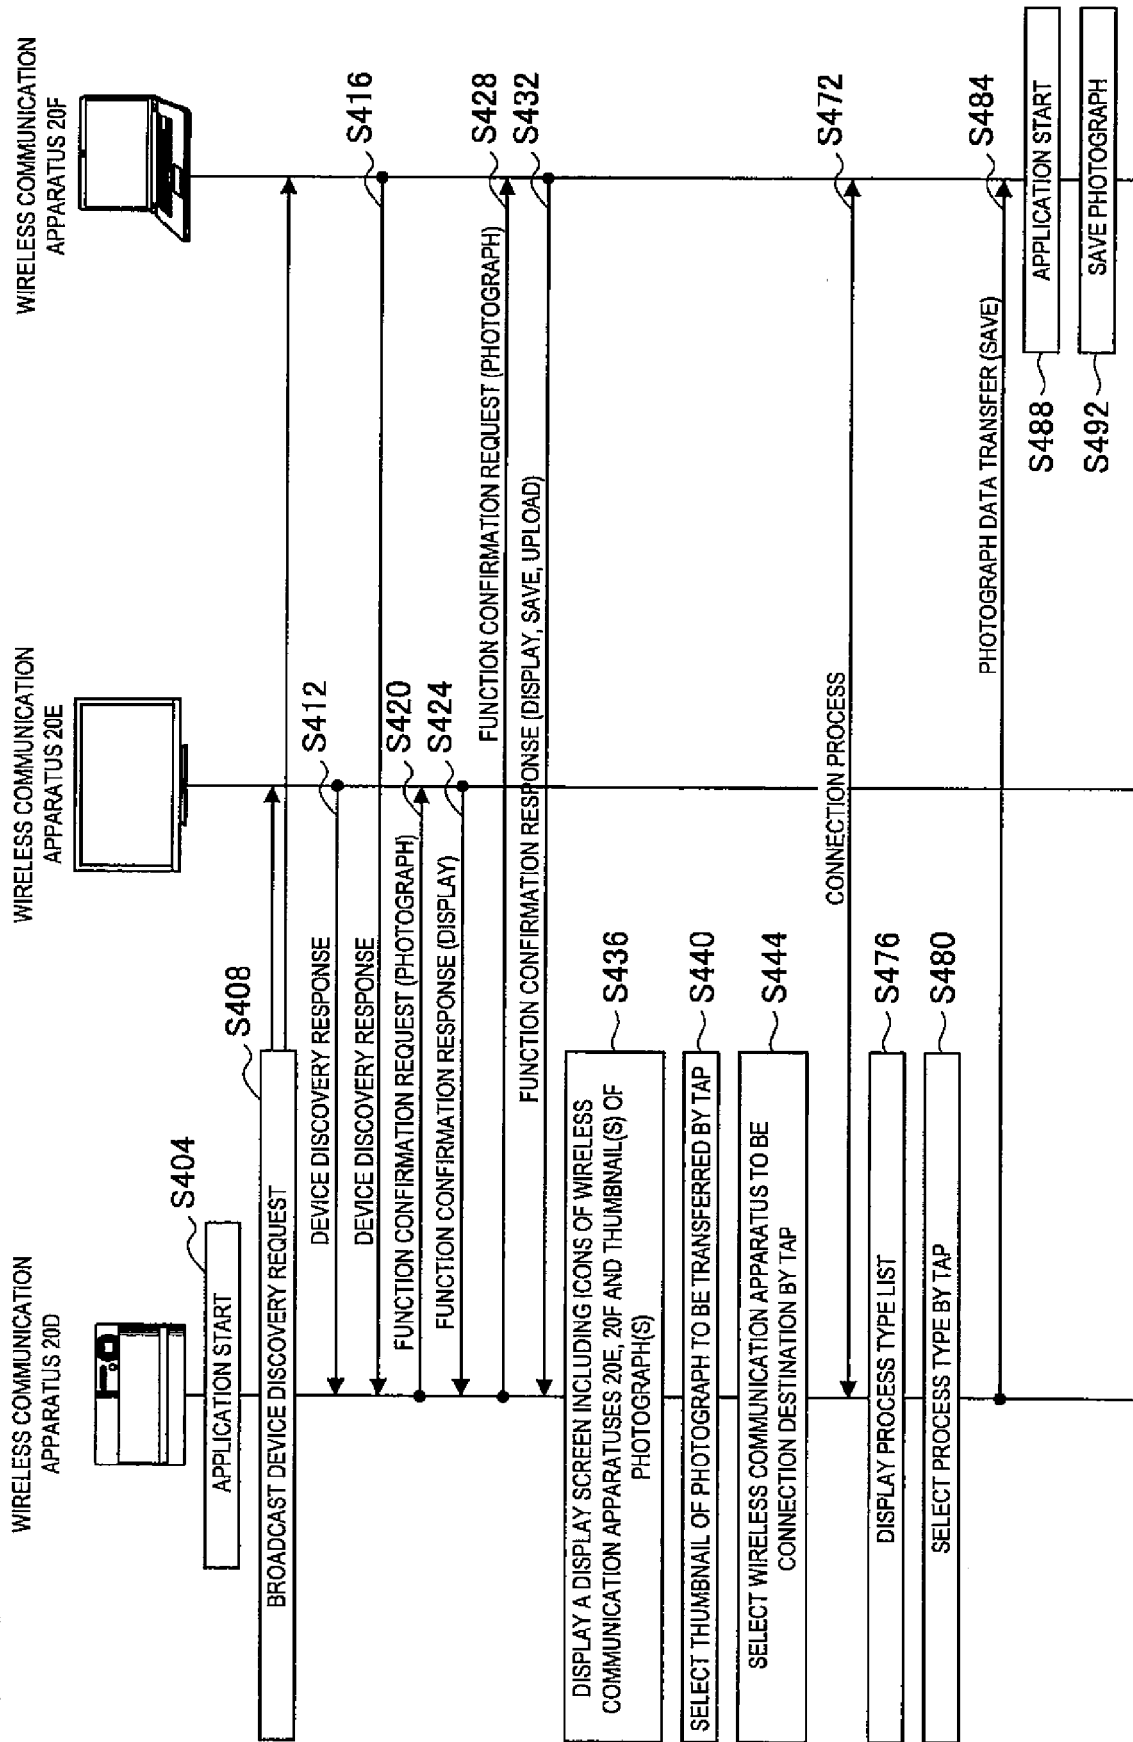 WIRELESS COMMUNICATION
APPARATUS 20D
WIRELESS COMMUNICATION
APPARATUS 20E
WIRELESS COMMUNICATION
APPARATUS 20F
S404
APPLICATION START
S408
BROADCAST DEVICE DISCOVERY REQUEST
DEVICE DISCOVERY RESPONSE
S412
DEVICE DISCOVERY RESPONSE
S416
FUNCTION CONFIRMATION REQUEST (PHOTOGRAPH)
S420
FUNCTION CONFIRMATION RESPONSE (DISPLAY)
S424
FUNCTION CONFIRMATION REQUEST (PHOTOGRAPH)
S428
FUNCTION CONFIRMATION RESPONSE (DISPLAY, SAVE, UPLOAD)
S432
DISPLAY A DISPLAY SCREEN INCLUDING ICONS OF WIRELESS
COMMUNICATION APPARATUSES 20E, 20F AND THUMBNAIL(S) OF
PHOTOGRAPH(S)
S436
SELECT THUMBNAIL OF PHOTOGRAPH TO BE TRANSFERRED BY TAP
S440
SELECT WIRELESS COMMUNICATION APPARATUS TO BE
CONNECTION DESTINATION BY TAP
S444
CONNECTION PROCESS
S472
DISPLAY PROCESS TYPE LIST
S476
SELECT PROCESS TYPE BY TAP
S480
PHOTOGRAPH DATA TRANSFER (SAVE)
S484
S488
APPLICATION START
S492
SAVE PHOTOGRAPH